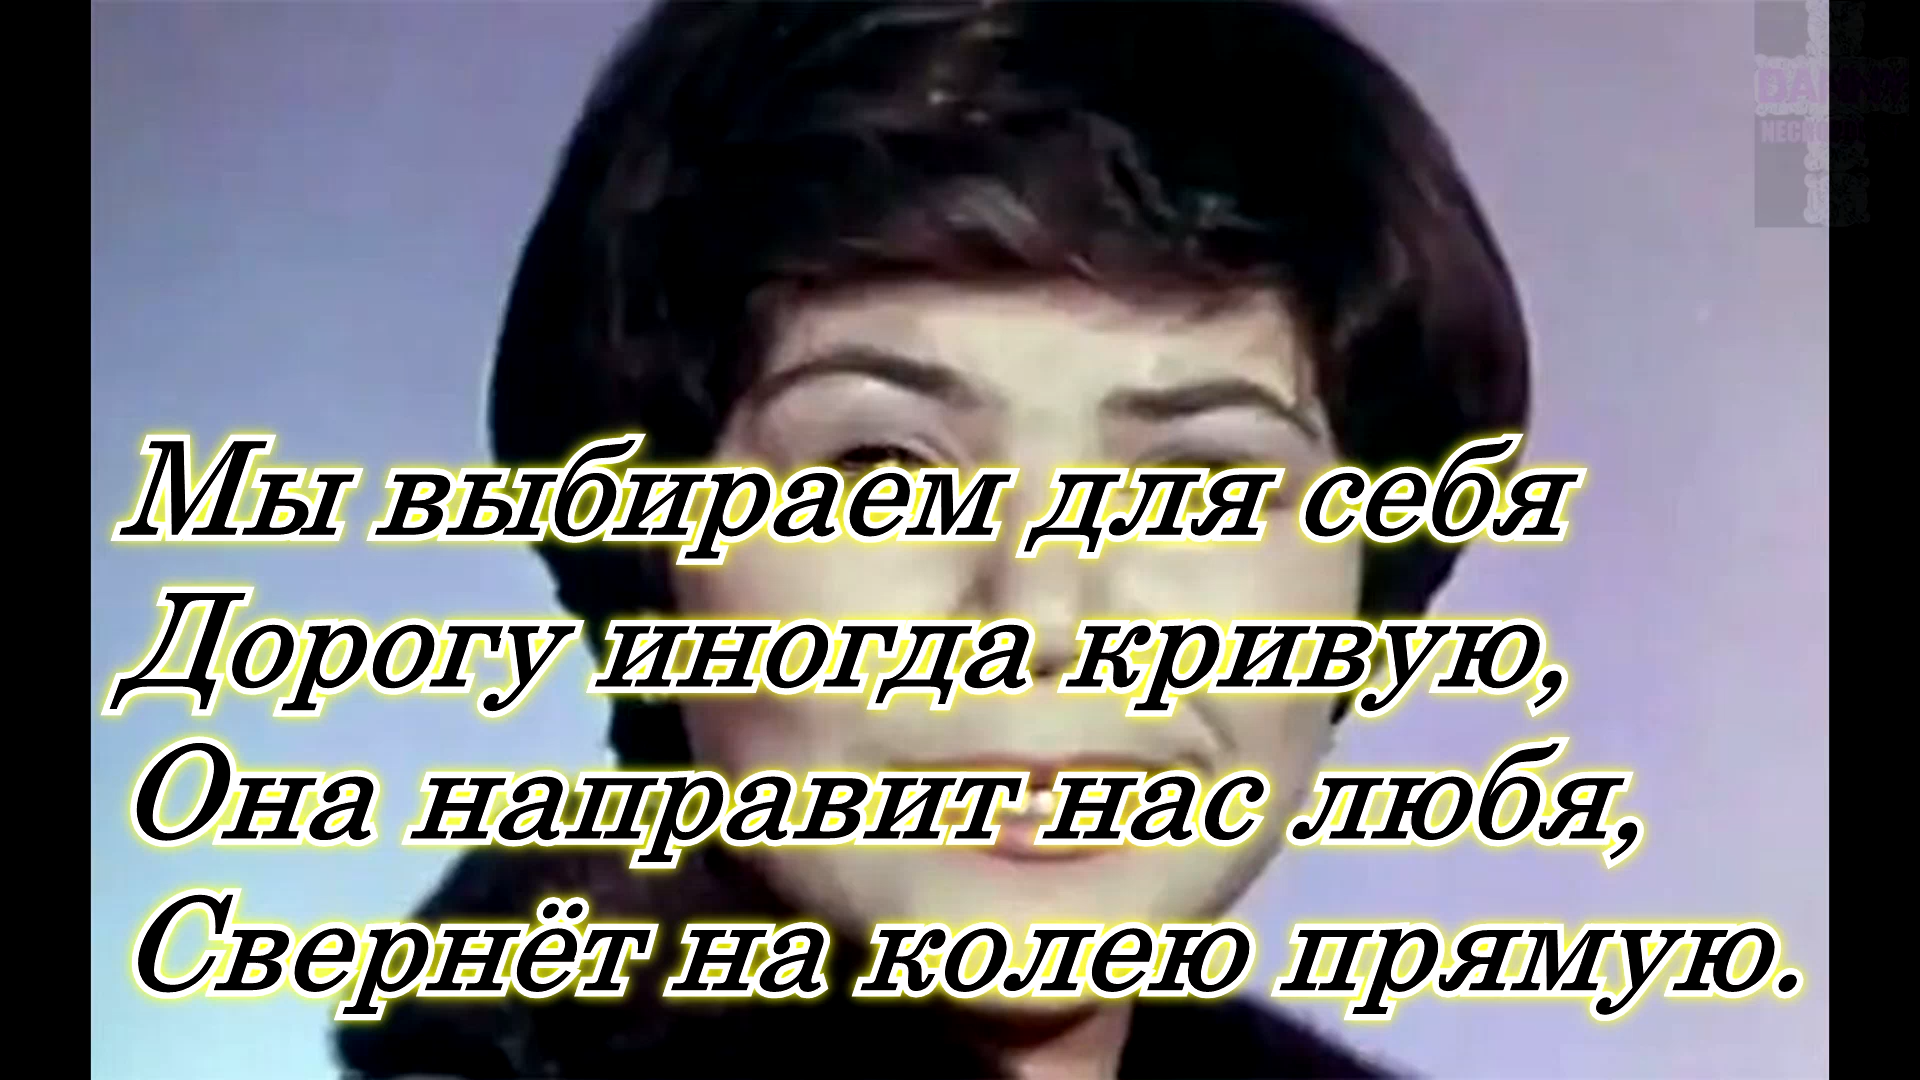 Мы выбираем для себя
Дорогу иногда кривую,
Она направит нас любя,
Свернёт на колею прямую.